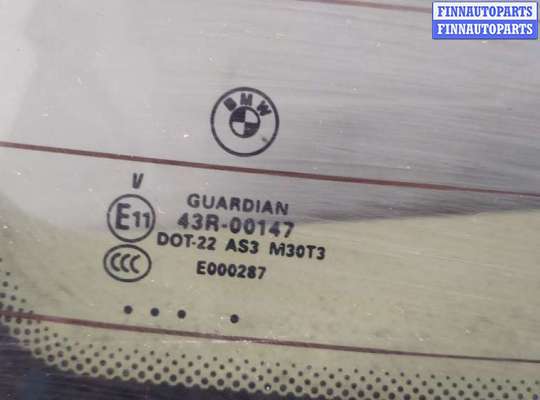 FINNAUTOPARTS
FINNAUTOPARTS
BMW
V
GUARDIAN
E11 43R-00147
DOT-22 AS3 M30T3
CCC E000287